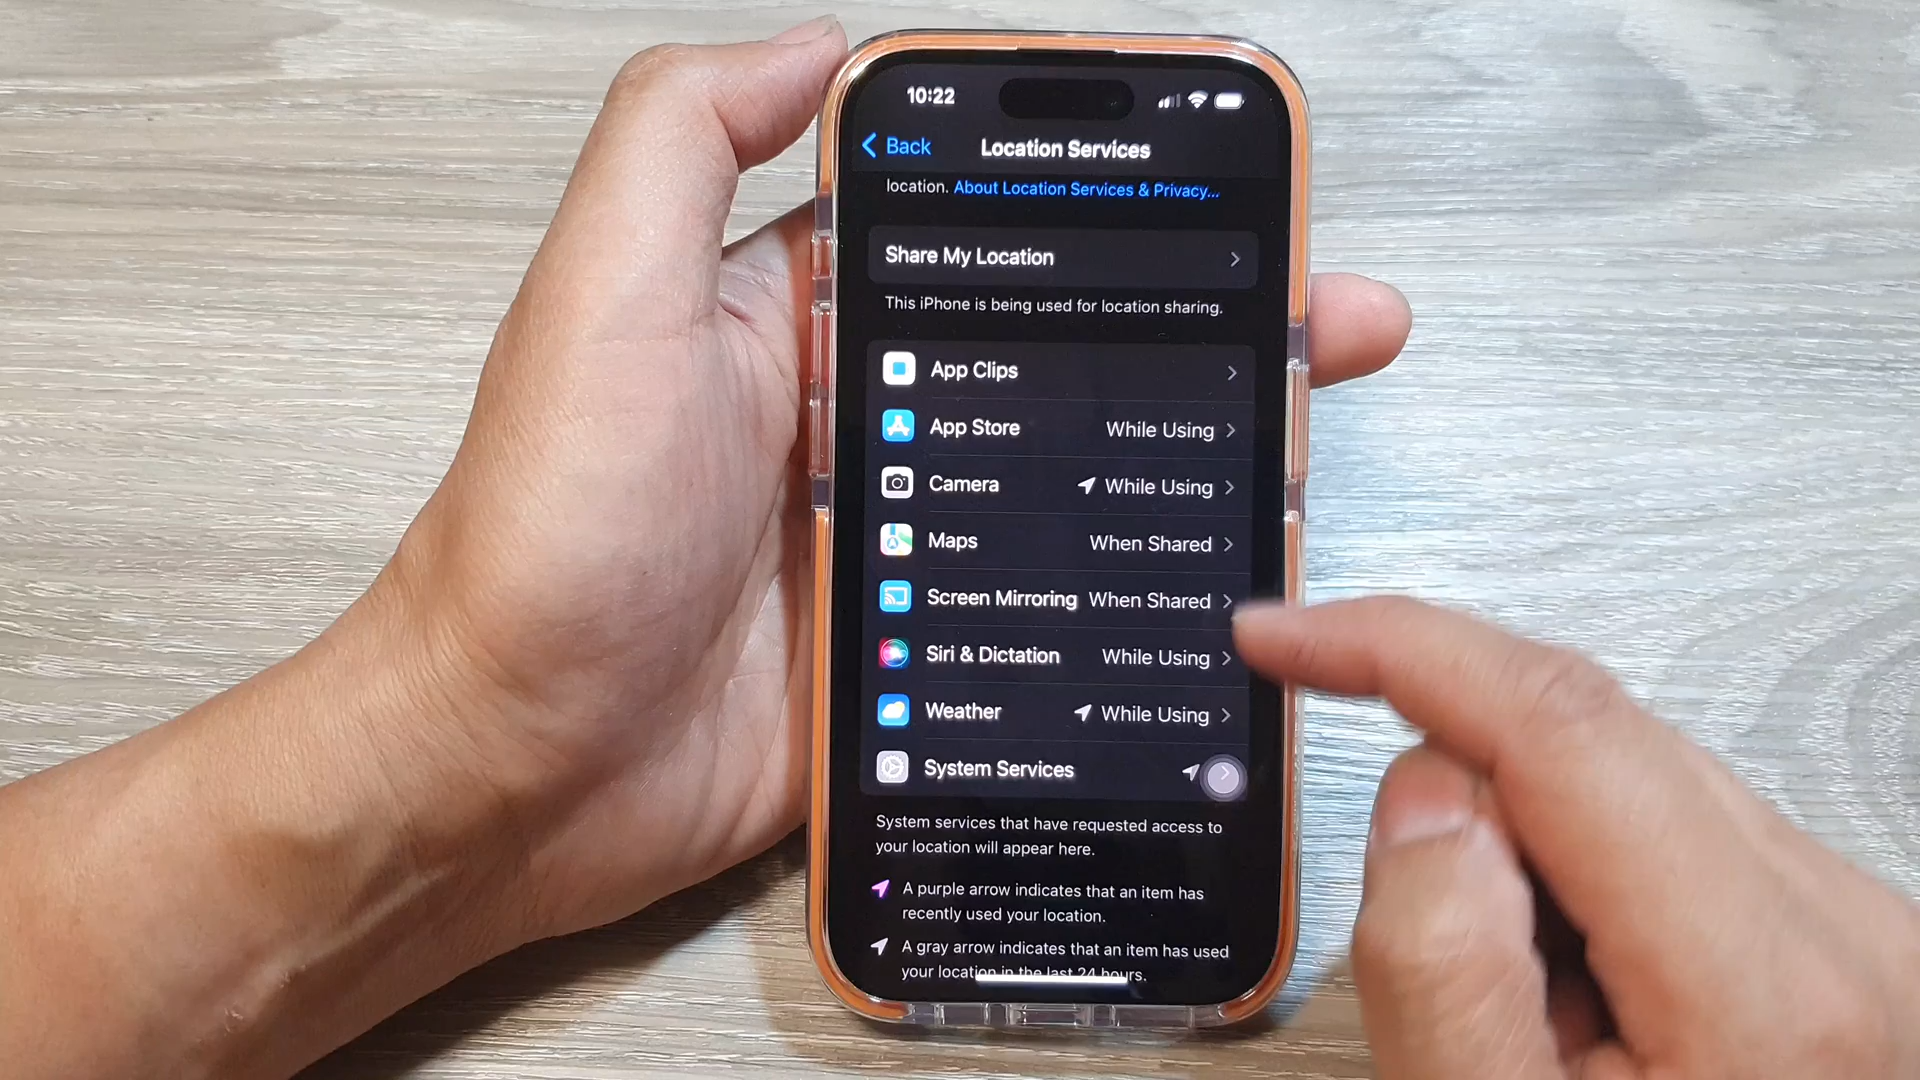 10:22
Back
Location Services
location. About Location Services & Privacy...
Share My Location
This iPhone is being used for location sharing.
App Clips
App Store While Using
Camera While Using
Maps When Shared
Screen Mirroring When Shared
Siri & Dictation While Using
Weather While Using
System Services
System services that have requested access to
your location will appear here.
A purple arrow indicates that an item has
recently used your location.
A gray arrow indicates that an item has used
your location in the last 24 hours.